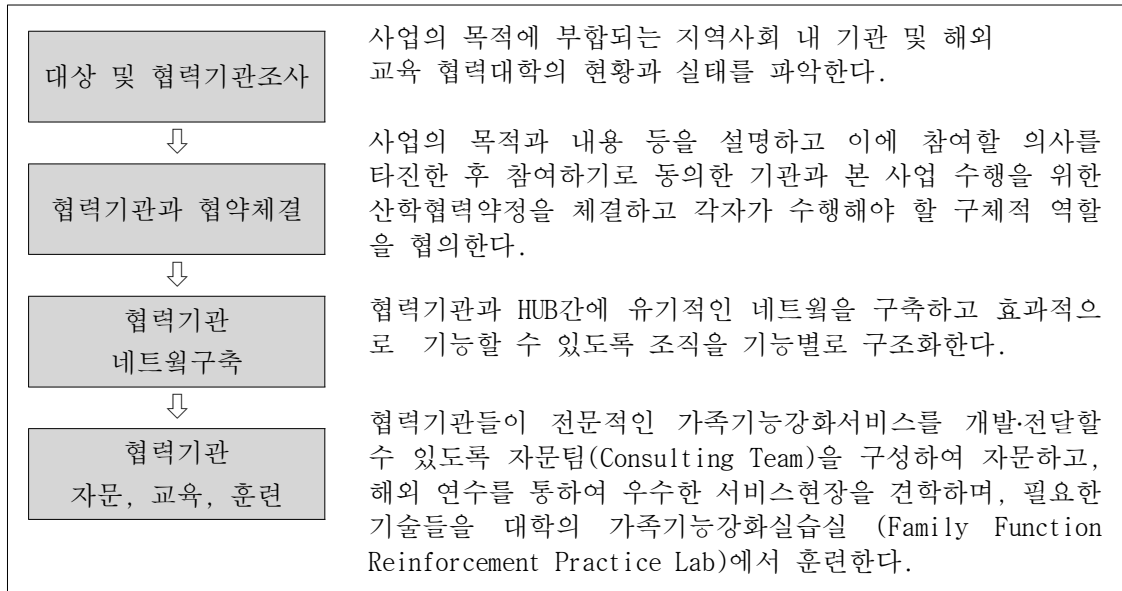 대상 및 협력기관조사
사업의 목적에 부합되는 지역사회 내 기관 및 해외
교육 협력대학의 현황과 실태를 파악한다.
⇩
협력기관과 협약체결
사업의 목적과 내용 등을 설명하고 이에 참여할 의사를
타진한 후 참여하기로 동의한 기관과 본 사업 수행을 위한
산학협력약정을 체결하고 각자가 수행해야 할 구체적 역할
을 협의한다.
⇩
협력기관
네트웍구축
협력기관과 HUB간에 유기적인 네트웍을 구축하고 효과적으
로 기능할 수 있도록 조직을 기능별로 구조화한다.
⇩
협력기관
자문, 교육, 훈련
협력기관들이 전문적인 가족기능강화서비스를 개발·전달할
수 있도록 자문팀(Consulting Team)을 구성하여 자문하고,
해외 연수를 통하여 우수한 서비스현장을 견학하며, 필요한
기술들을 대학의 가족기능강화실습실 (Family Function
Reinforcement Practice Lab)에서 훈련한다.